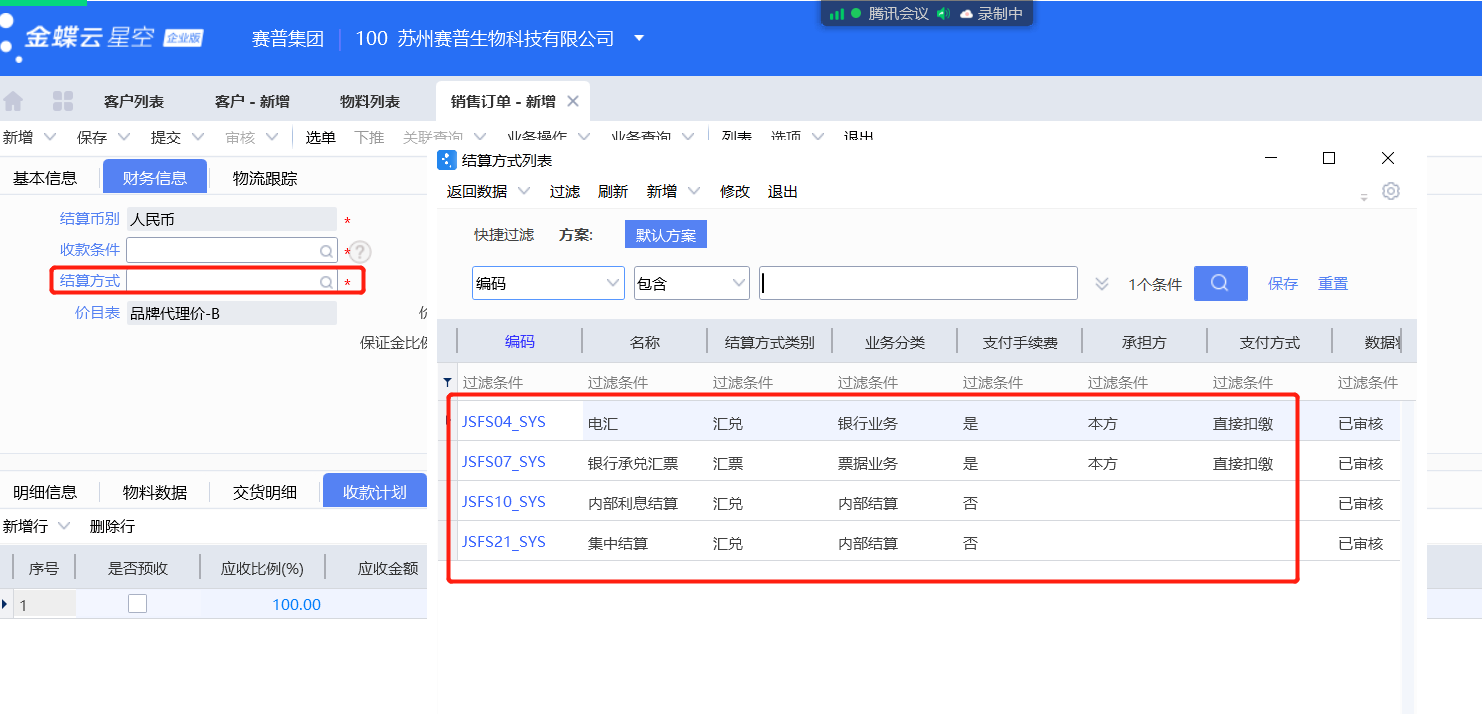 腾讯会议 录制中
金蝶云 星空 企业版 赛普集团 100 苏州赛普生物科技有限公司
客户列表 客户 - 新增 物料列表 销售订单 - 新增
新增 保存 提交 审核 选单 下推 关联查询 业务操作 业务查询 列表 选项 退出
基本信息 财务信息 物流跟踪
结算币别 人民币 *
收款条件 * ?
结算方式 *
价目表 品牌代理价-B
保证金比例
明细信息 物料数据 交货明细 收款计划
新增行 删除行
序号 是否预收 应收比例(%) 应收金额
1 100.00
结算方式列表
返回数据 过滤 刷新 新增 修改 退出
快捷过滤 方案: 默认方案
编码 包含 1个条件 保存 重置
编码 名称 结算方式类别 业务分类 支付手续费 承担方 支付方式 数据
过滤条件 过滤条件 过滤条件 过滤条件 过滤条件 过滤条件 过滤条件 过滤条件
JSFS04_SYS 电汇 汇兑 银行业务 是 本方 直接扣缴 已审核
JSFS07_SYS 银行承兑汇票 汇票 票据业务 是 本方 直接扣缴 已审核
JSFS10_SYS 内部利息结算 汇兑 内部结算 否 已审核
JSFS21_SYS 集中结算 汇兑 内部结算 否 已审核